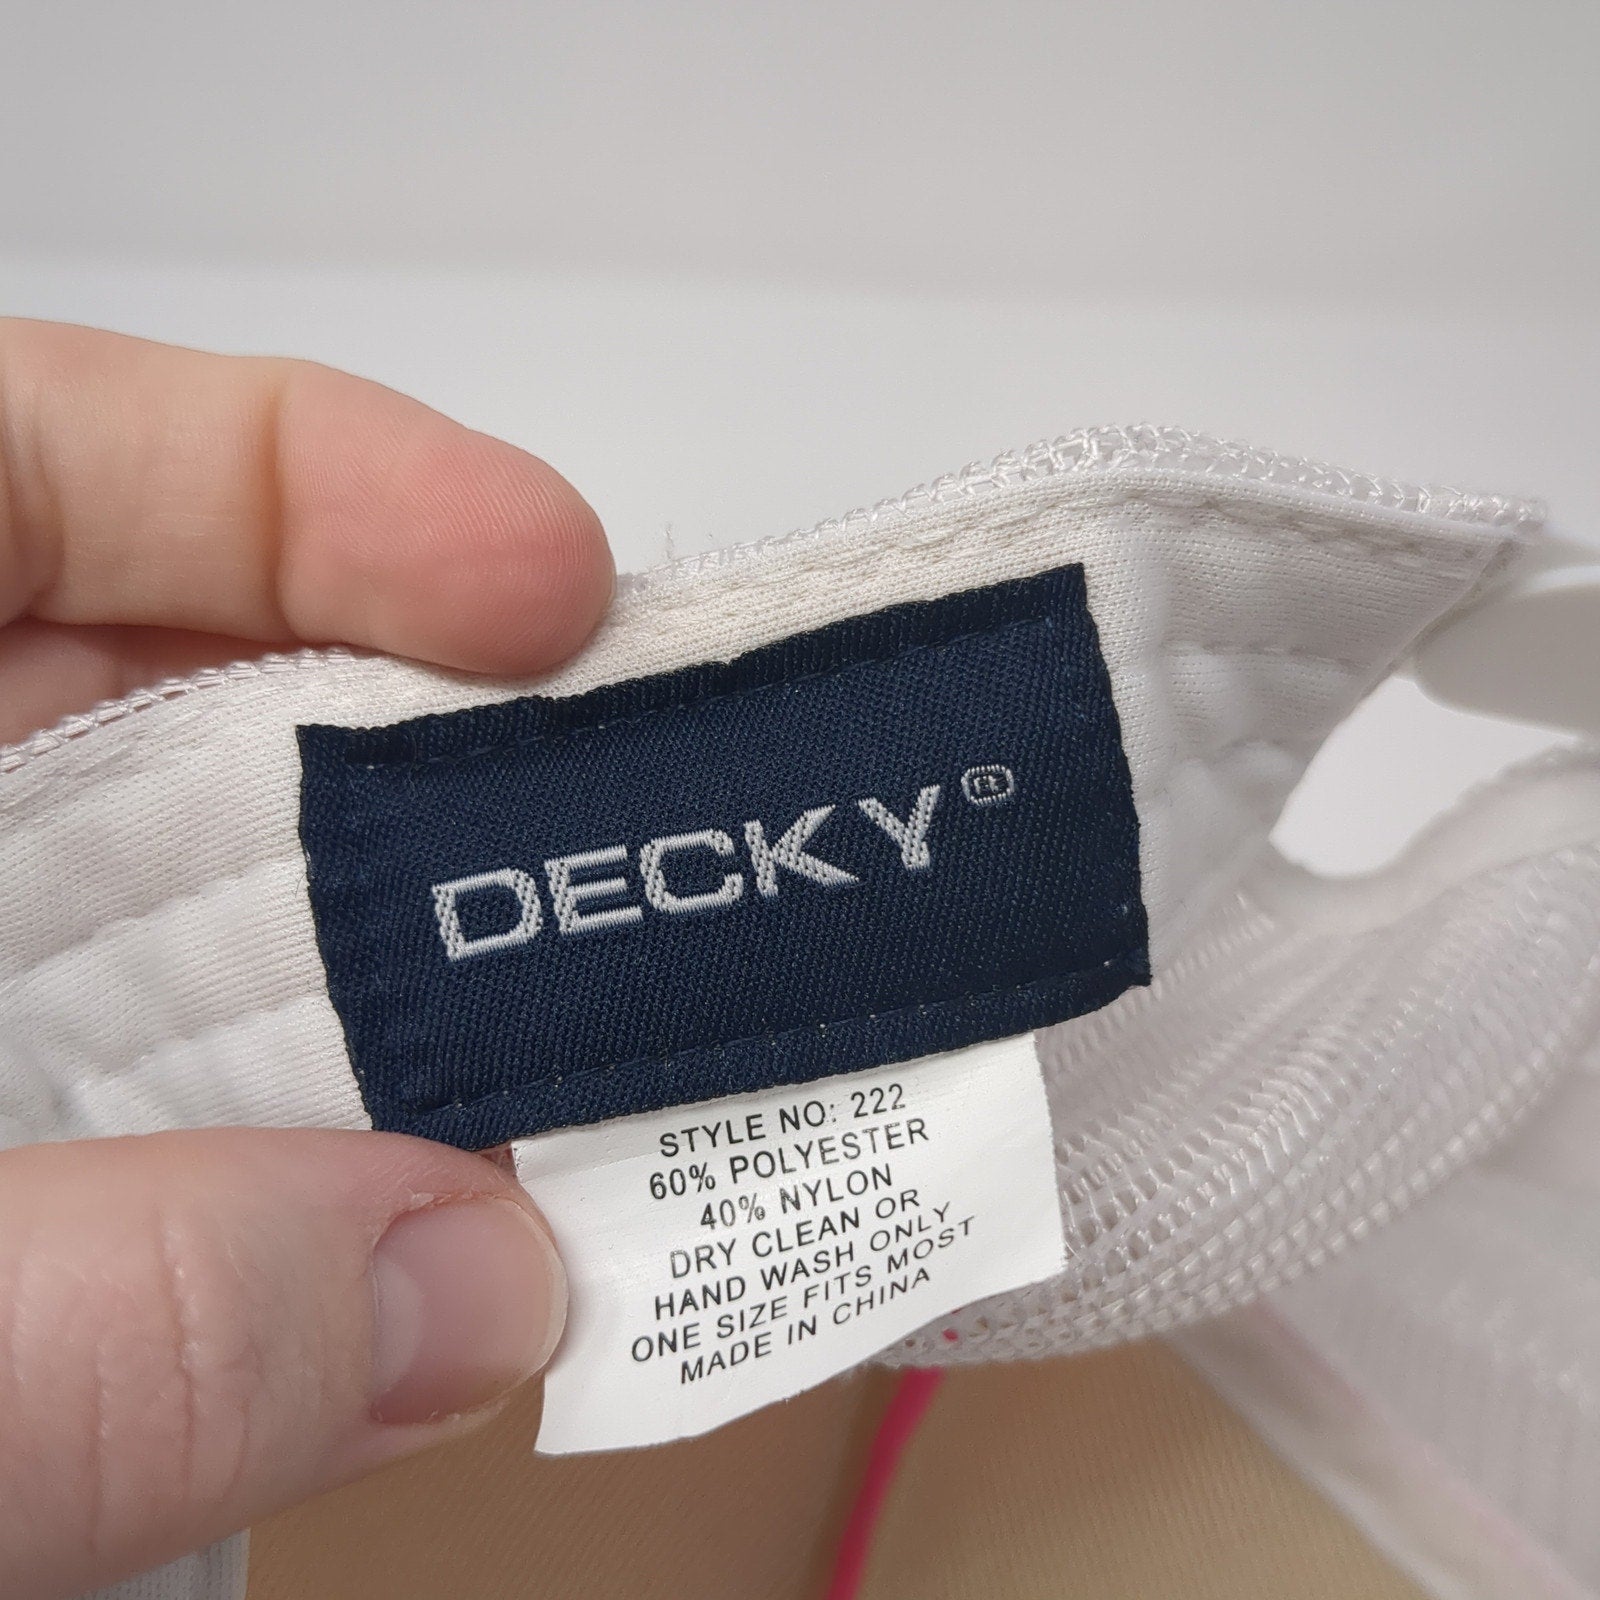 DECKY®
STYLE NO: 222
60% POLYESTER
40% NYLON
DRY CLEAN OR
HAND WASH ONLY
ONE SIZE FITS MOST
MADE IN CHINA